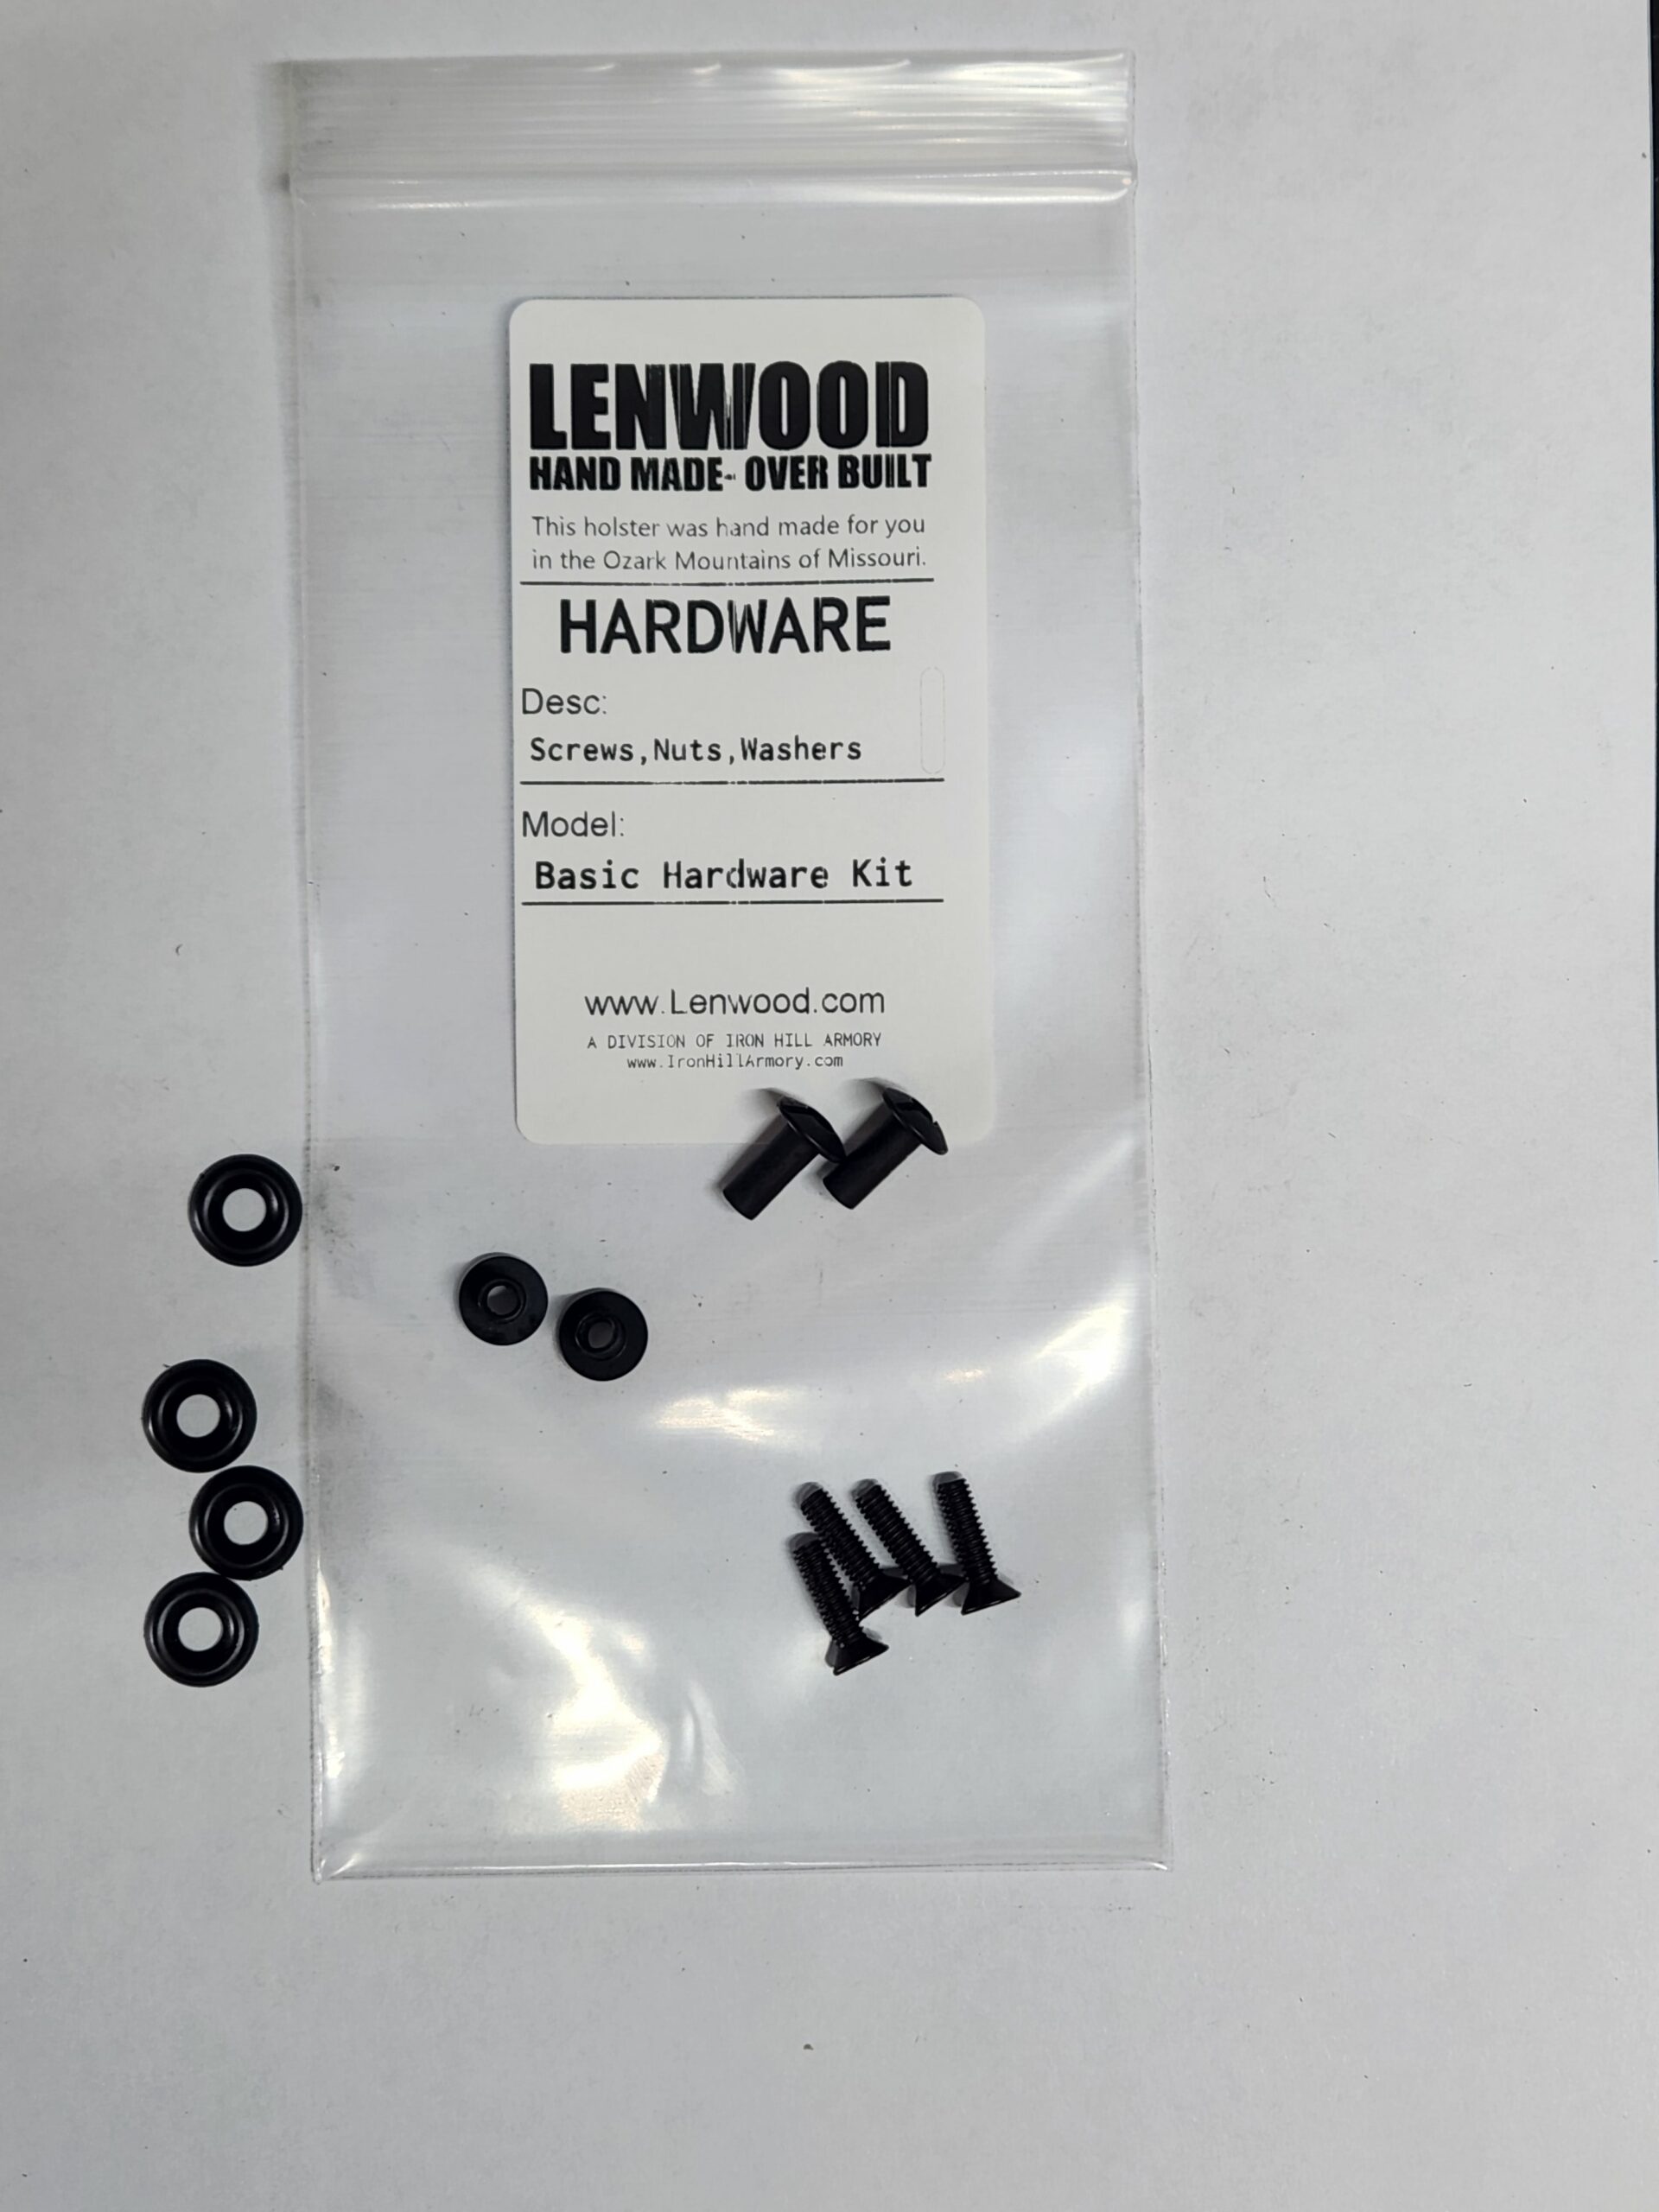 LENWOOD
HAND MADE- OVER BUILT
This holster was hand made for you
in the Ozark Mountains of Missouri.
HARDWARE
Desc:
Screws,Nuts,Washers
Model:
Basic Hardware Kit
www.Lenwood.com
A DIVISION OF IRON HILL ARMORY
www.IronHillArmory.com